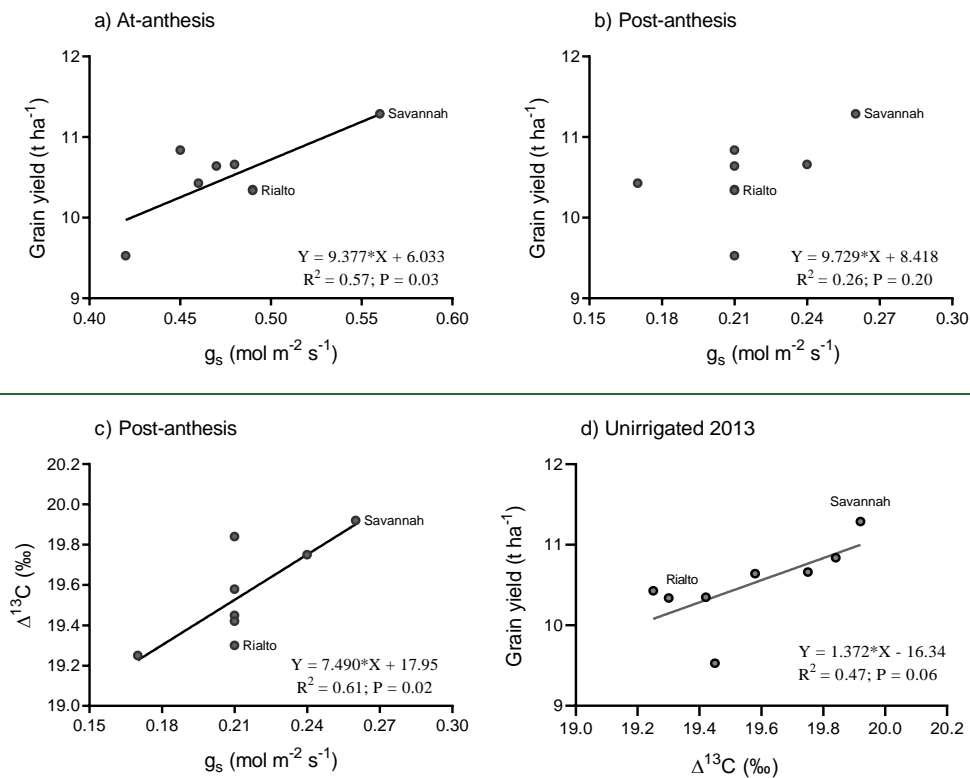 a) At-anthesis
Grain yield (t ha⁻¹)
12
11
10
9
0.40 0.45 0.50 0.55 0.60
gₛ (mol m⁻² s⁻¹)
Savannah
Rialto
Y = 9.377*X + 6.033
R² = 0.57; P = 0.03
b) Post-anthesis
Grain yield (t ha⁻¹)
12
11
10
9
0.15 0.18 0.21 0.24 0.27 0.30
gₛ (mol m⁻² s⁻¹)
Savannah
Rialto
Y = 9.729*X + 8.418
R² = 0.26; P = 0.20
c) Post-anthesis
Δ¹³C (‰)
20.2
20.0
19.8
19.6
19.4
19.2
19.0
0.15 0.18 0.21 0.24 0.27 0.30
gₛ (mol m⁻² s⁻¹)
Savannah
Rialto
Y = 7.490*X + 17.95
R² = 0.61; P = 0.02
d) Unirrigated 2013
Grain yield (t ha⁻¹)
12
11
10
9
19.0 19.2 19.4 19.6 19.8 20.0 20.2
Δ¹³C (‰)
Savannah
Rialto
Y = 1.372*X - 16.34
R² = 0.47; P = 0.06